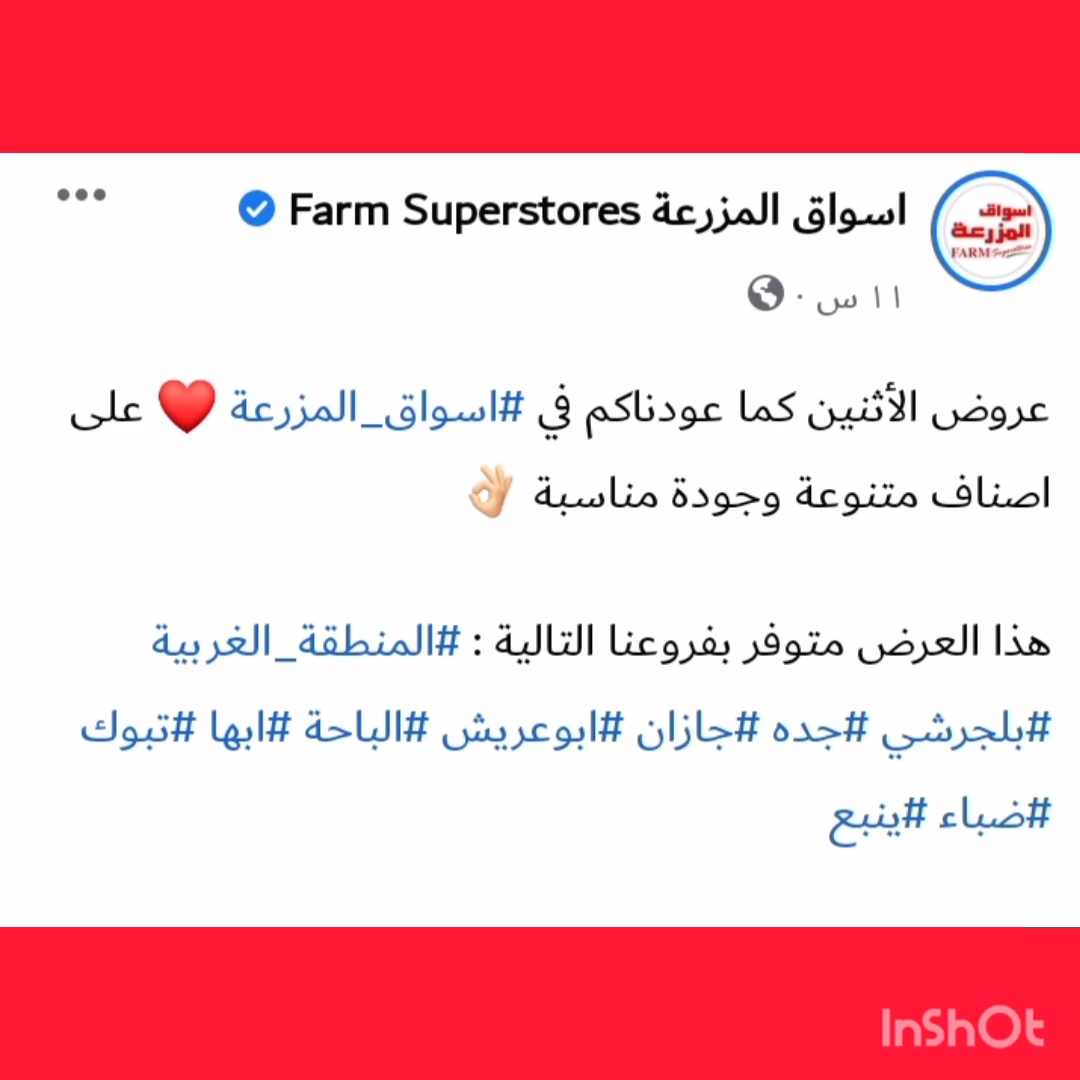 اسواق المزرعة Farm Superstores
اسواق
المزرعة
FARM Superstores
١١ س ·
عروض الأثنين كما عودناكم في #اسواق_المزرعة ❤️ على
اصناف متنوعة وجودة مناسبة 👌🏻
هذا العرض متوفر بفروعنا التالية : #المنطقة_الغربية
#بلجرشي #جده #جازان #ابوعريش #الباحة #ابها #تبوك
#ضباء #ينبع
InShOt